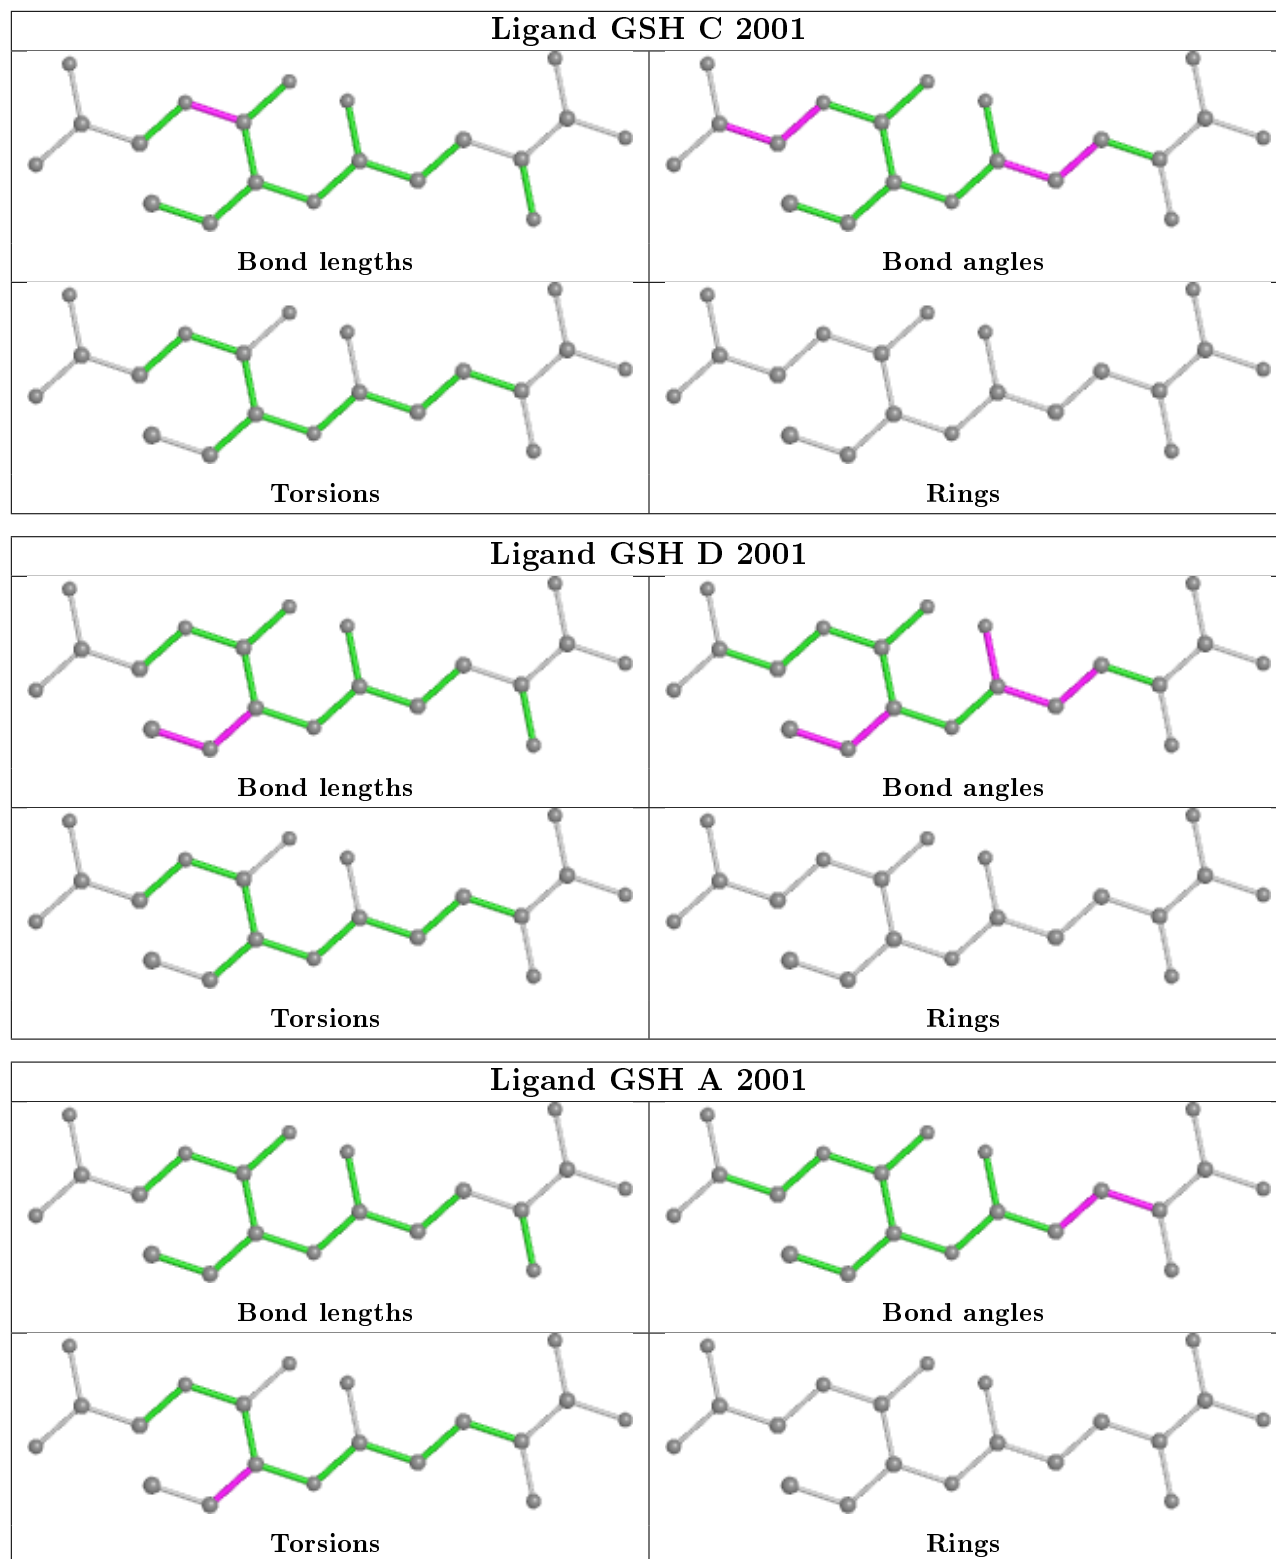 Ligand GSH C 2001
Bond lengths
Bond angles
Torsions
Rings
Ligand GSH D 2001
Bond lengths
Bond angles
Torsions
Rings
Ligand GSH A 2001
Bond lengths
Bond angles
Torsions
Rings